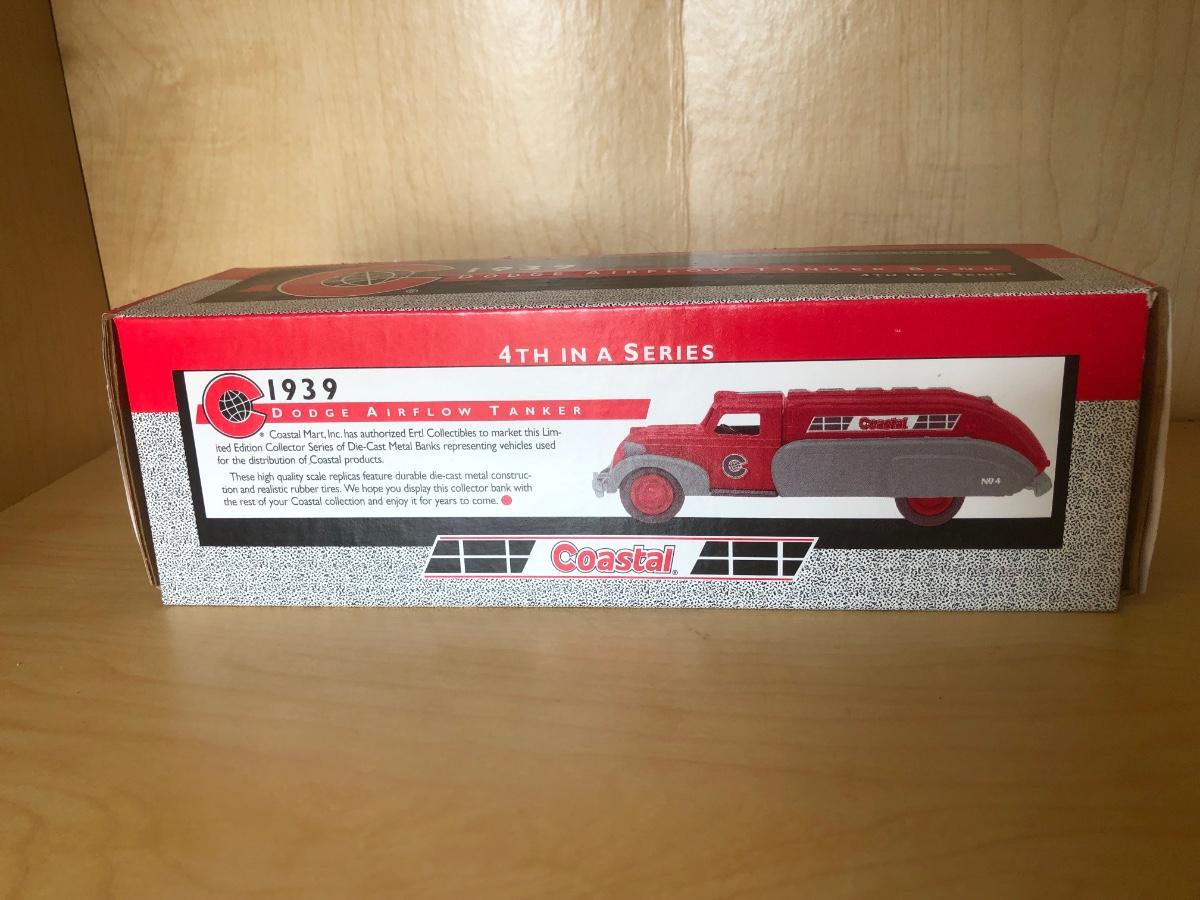 1939
DODGE AIRFLOW TANKER BANK
4TH IN A SERIES
®
4TH IN A SERIES
1939
DODGE AIRFLOW TANKER
® Coastal Mart, Inc. has authorized Ertl Collectibles to market this Lim-
ited Edition Collector Series of Die-Cast Metal Banks representing vehicles used
for the distribution of Coastal products.
These high quality scale replicas feature durable die-cast metal construc-
tion and realistic rubber tires. We hope you display this collector bank with
the rest of your Coastal collection and enjoy it for years to come.
Coastal
Nº 4
Coastal®